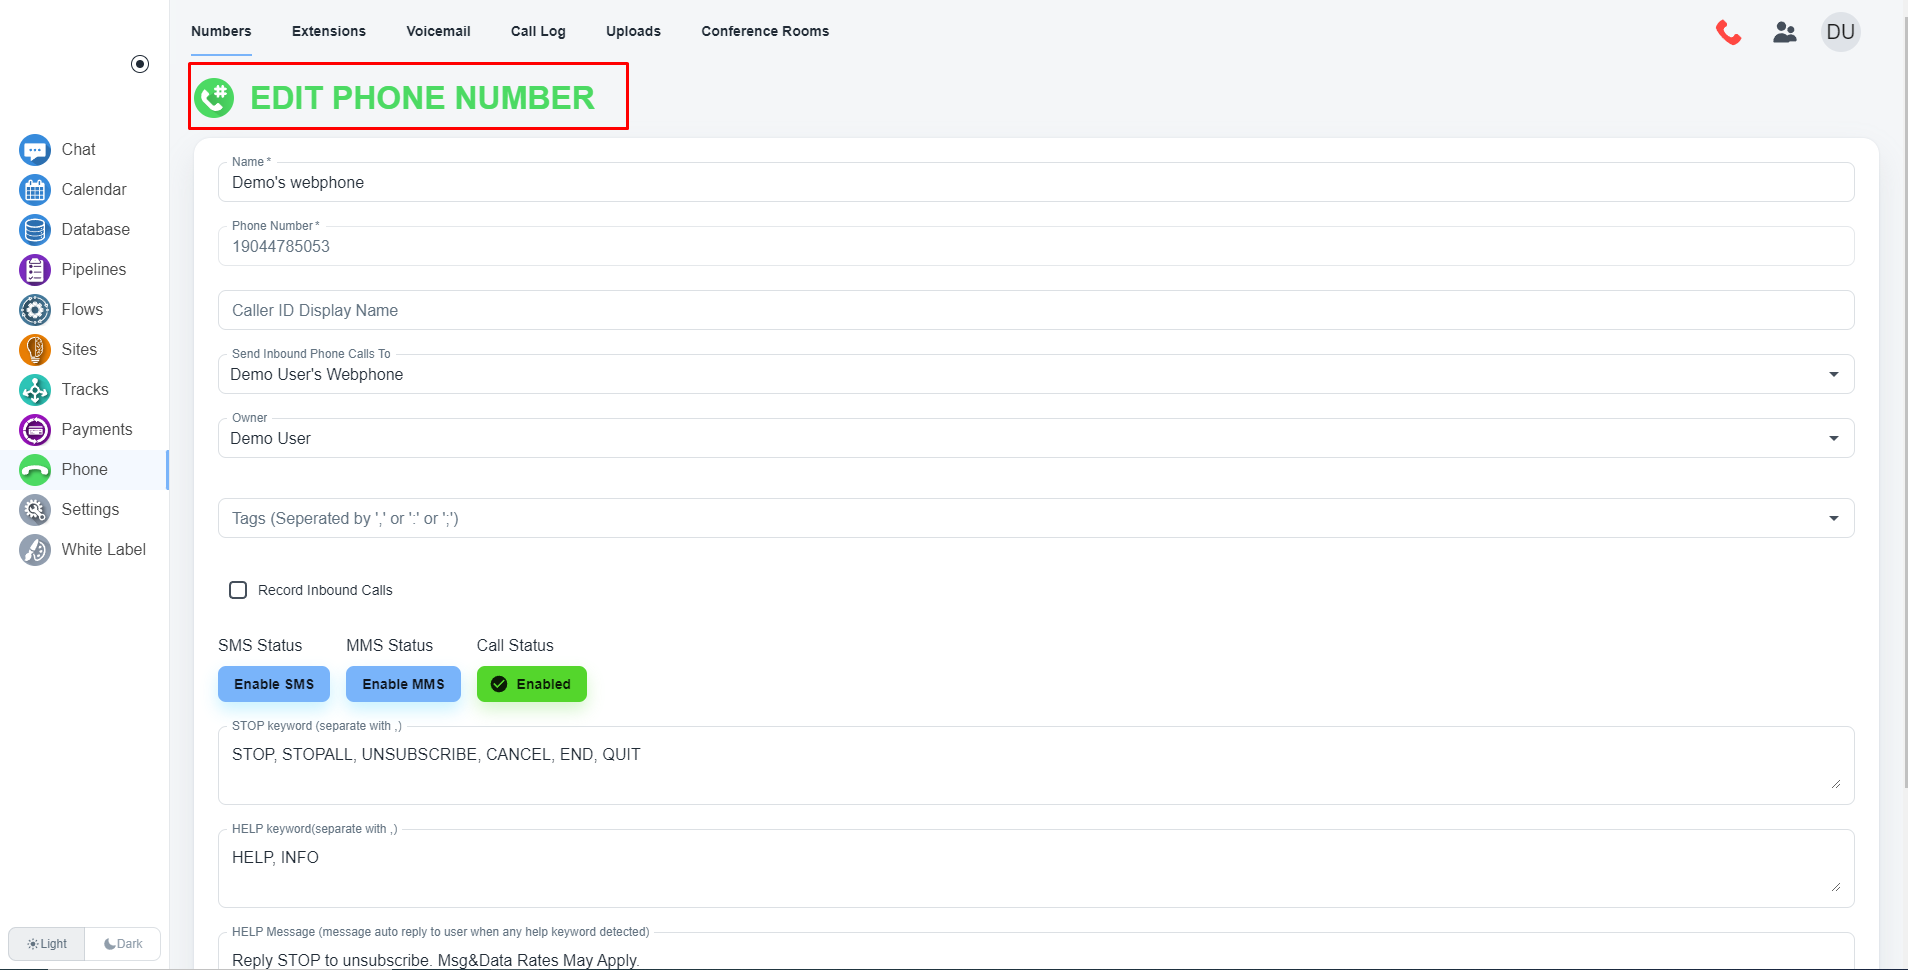 Numbers
Extensions
Voicemail
Call Log
Uploads
Conference Rooms
DU
EDIT PHONE NUMBER
Chat
Calendar
Database
Pipelines
Flows
Sites
Tracks
Payments
Phone
Settings
White Label
Light
Dark
Name *
Demo's webphone
Phone Number *
19044785053
Caller ID Display Name
Send Inbound Phone Calls To
Demo User's Webphone
Owner
Demo User
Tags (Seperated by ',' or ':' or ';')
Record Inbound Calls
SMS Status
MMS Status
Call Status
Enable SMS
Enable MMS
Enabled
STOP keyword (separate with ,)
STOP, STOPALL, UNSUBSCRIBE, CANCEL, END, QUIT
HELP keyword(separate with ,)
HELP, INFO
HELP Message (message auto reply to user when any help keyword detected)
Reply STOP to unsubscribe. Msg&Data Rates May Apply.